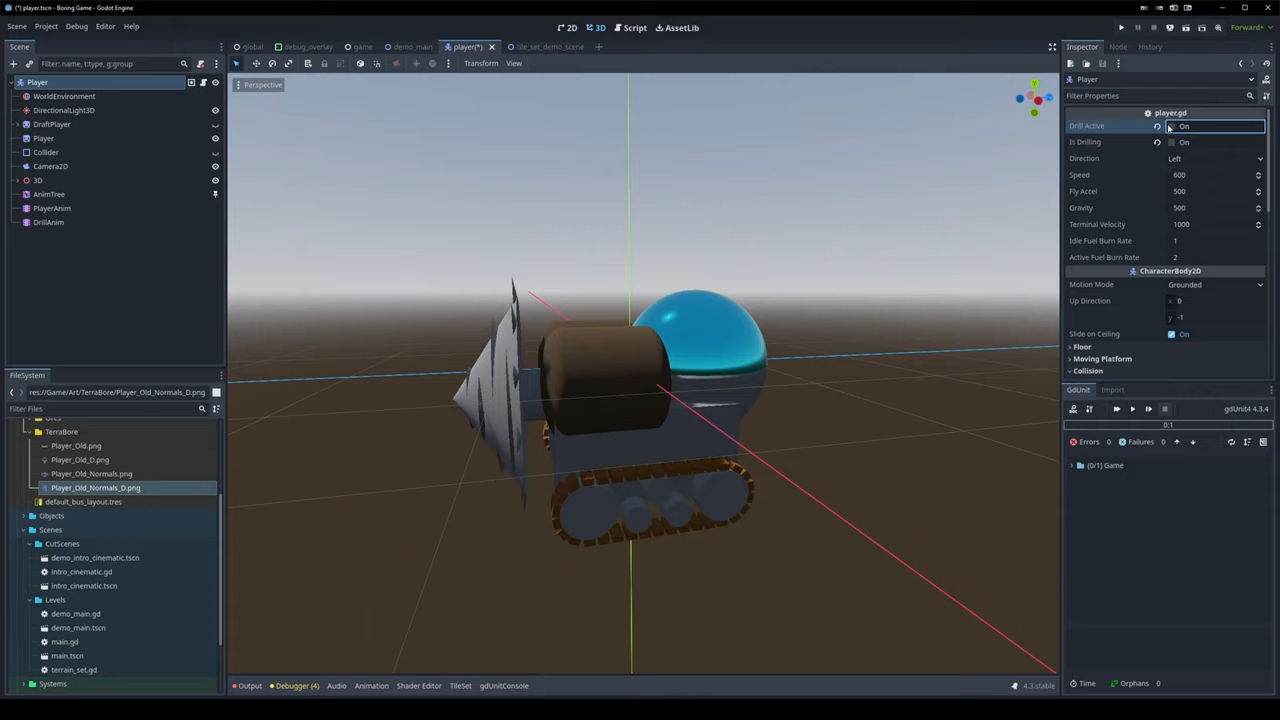 (*) player.tscn - Boring Game - Godot Engine
Scene Project Debug Editor Help
2D 3D Script AssetLib
Forward+
Scene
global debug_overlay game demo_main player(*) tile_set_demo_scene
Inspector Node History
Filter: name, t:type, g:group
Transform View
Player
Perspective
Player
WorldEnvironment
DirectionalLight3D
DraftPlayer
Player
Collider
Camera2D
3D
AnimTree
PlayerAnim
DrillAnim
Filter Properties
player.gd
Drill Active On
Is Drilling On
Direction Left
Speed 600
Fly Accel 500
Gravity 500
Terminal Velocity 1000
Idle Fuel Burn Rate 1
Active Fuel Burn Rate 2
CharacterBody2D
Motion Mode Grounded
Up Direction x 0
y -1
Slide on Ceiling On
Floor
Moving Platform
Collision
FileSystem
res://Game/Art/TerraBore/Player_Old_Normals_D.png
Filter Files
TerraBore
Player_Old.png
Player_Old_D.png
Player_Old_Normals.png
Player_Old_Normals_D.png
default_bus_layout.tres
Objects
Scenes
CutScenes
demo_intro_cinematic.tscn
intro_cinematic.gd
intro_cinematic.tscn
Levels
demo_main.gd
demo_main.tscn
main.gd
main.tscn
terrain_set.gd
Systems
GdUnit Import
gdUnit4 4.3.4
0:1
Errors 0 Failures 0
(0/1) Game
Time Orphans 0
Output Debugger (4) Audio Animation Shader Editor TileSet gdUnitConsole
4.3.stable